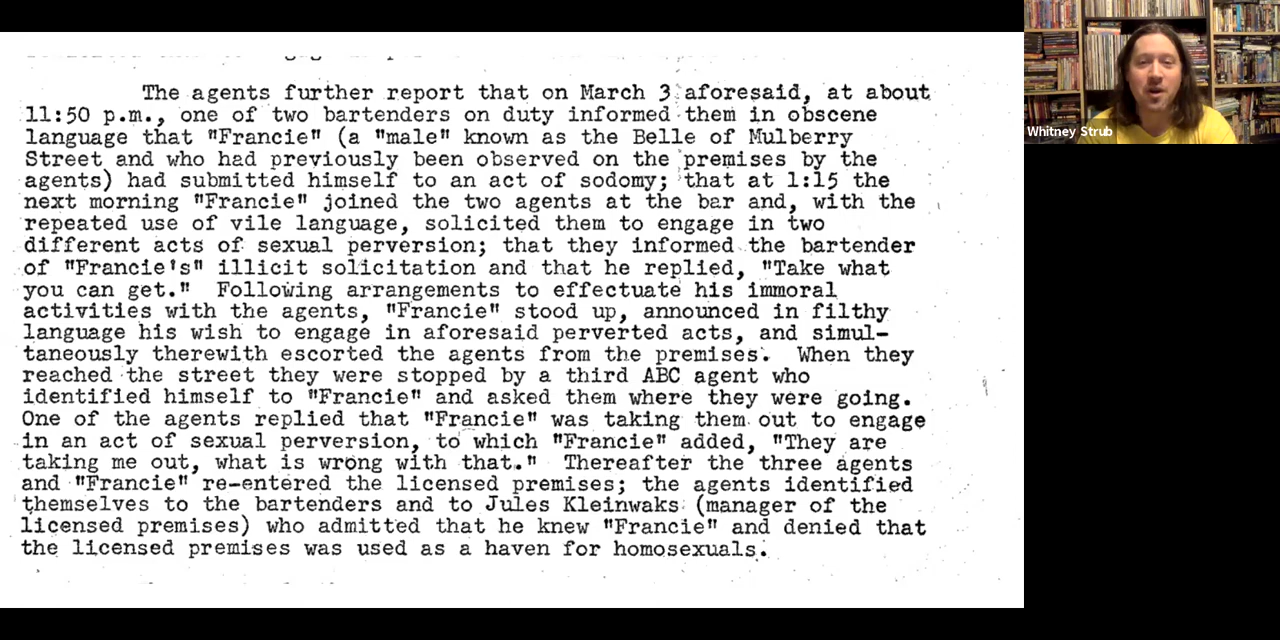 The agents further report that on March 3 aforesaid, at about
11:50 p.m., one of two bartenders on duty informed them in obscene
language that "Francie" (a "male" known as the Belle of Mulberry
Street and who had previously been observed on the premises by the
agents) had submitted himself to an act of sodomy; that at 1:15 the
next morning "Francie" joined the two agents at the bar and, with the
repeated use of vile language, solicited them to engage in two
different acts of sexual perversion; that they informed the bartender
of "Francie's" illicit solicitation and that he replied, "Take what
you can get." Following arrangements to effectuate his immoral
activities with the agents, "Francie" stood up, announced in filthy
language his wish to engage in aforesaid perverted acts, and simul-
taneously therewith escorted the agents from the premises. When they
reached the street they were stopped by a third ABC agent who
identified himself to "Francie" and asked them where they were going.
One of the agents replied that "Francie" was taking them out to engage
in an act of sexual perversion, to which "Francie" added, "They are
taking me out, what is wrong with that." Thereafter the three agents
and "Francie" re-entered the licensed premises; the agents identified
themselves to the bartenders and to Jules Kleinwaks (manager of the
licensed premises) who admitted that he knew "Francie" and denied that
the licensed premises was used as a haven for homosexuals.
Whitney Strub